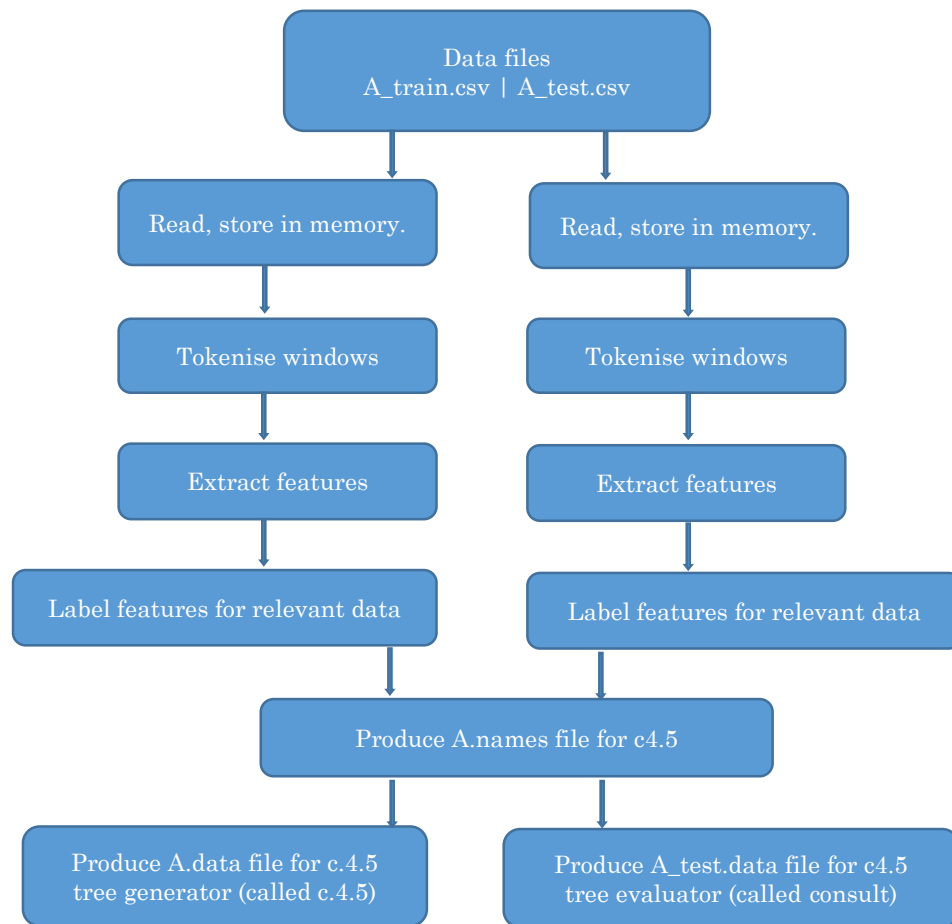 Data files
A_train.csv | A_test.csv
Read, store in memory.
Read, store in memory.
Tokenise windows
Tokenise windows
Extract features
Extract features
Label features for relevant data
Label features for relevant data
Produce A.names file for c4.5
Produce A.data file for c.4.5
tree generator (called c.4.5)
Produce A_test.data file for c4.5
tree evaluator (called consult)